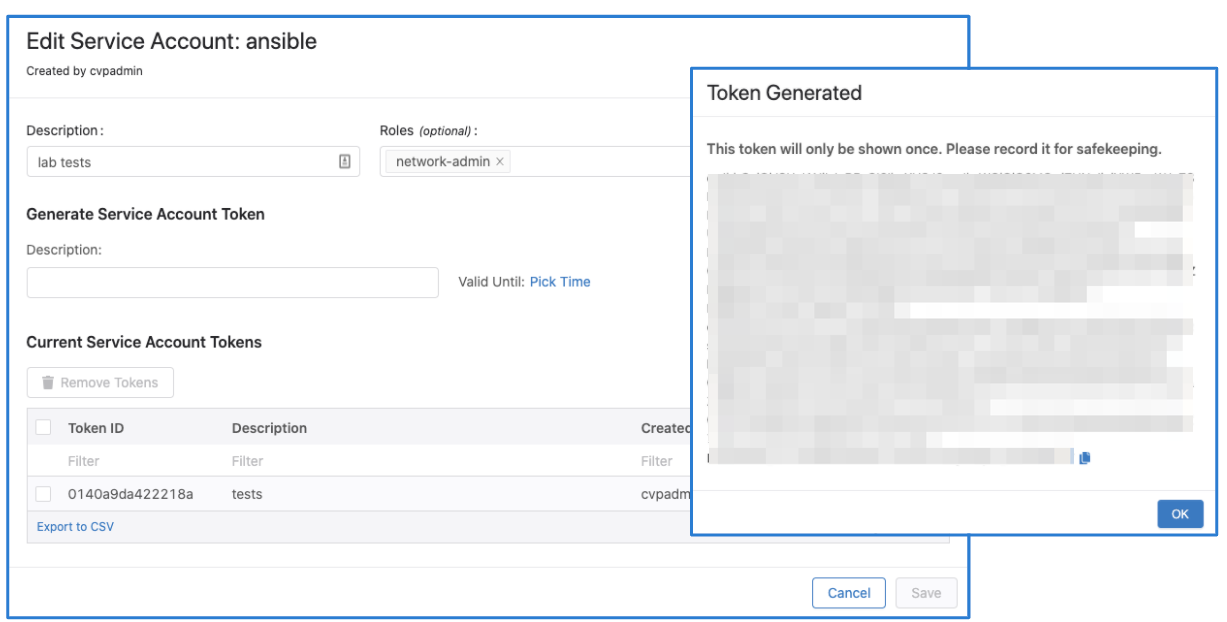 Edit Service Account: ansible
Created by cvpadmin
Description:
Roles (optional):
lab tests
network-admin ×
Generate Service Account Token
Description:
Valid Until: Pick Time
Current Service Account Tokens
Remove Tokens
Token ID Description Created
Filter Filter Filter
0140a9da422218a tests cvpadm
Export to CSV
Cancel Save
Token Generated
This token will only be shown once. Please record it for safekeeping.
OK